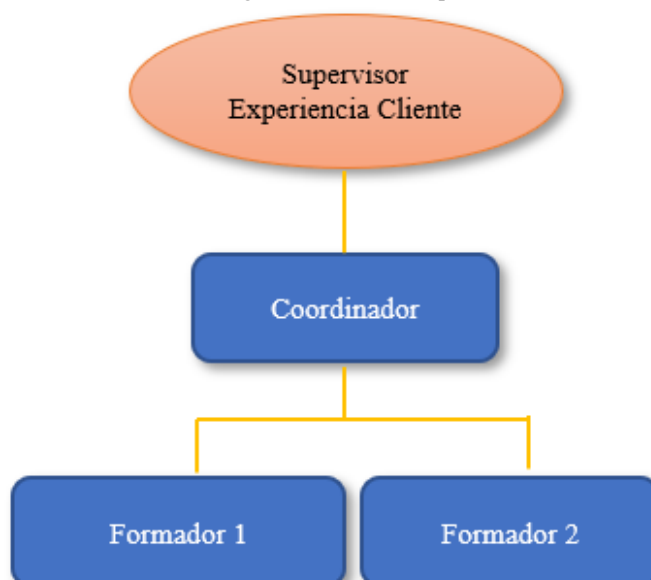 Supervisor
Experiencia Cliente
Coordinador
Formador 1
Formador 2